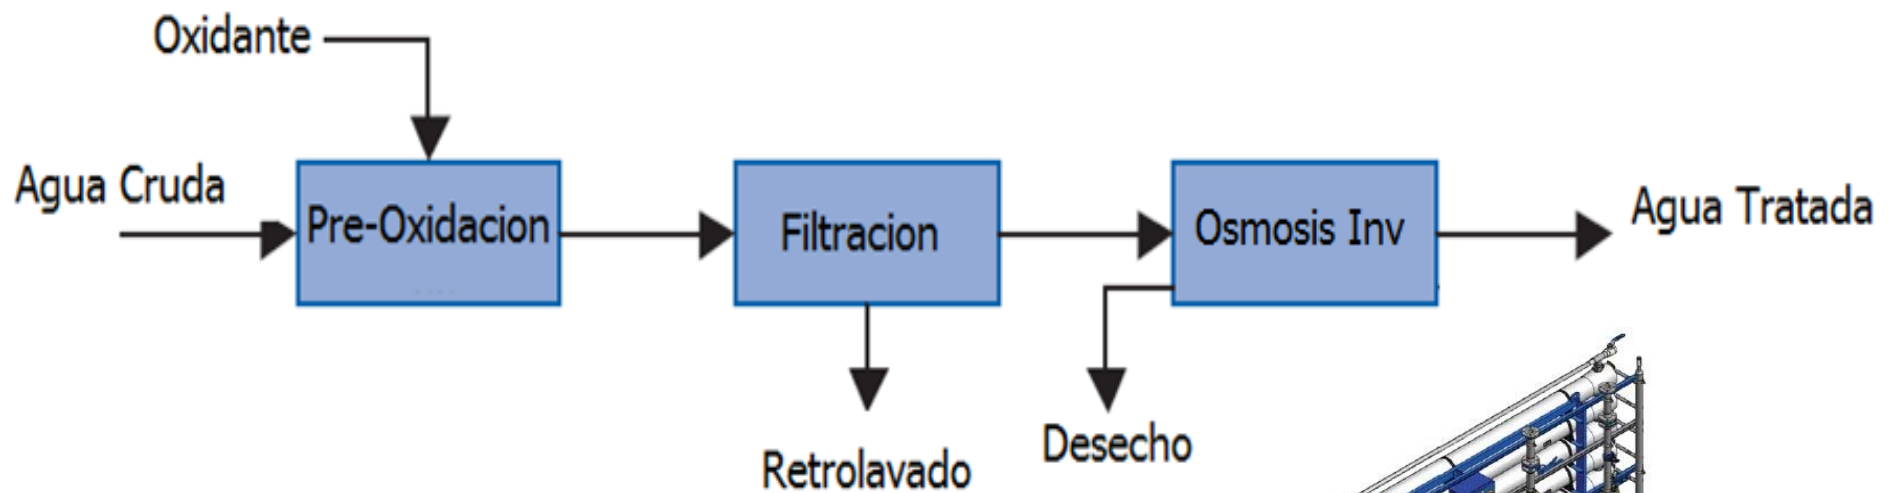 Oxidante
Agua Cruda
Pre-Oxidacion
Filtracion
Osmosis Inv
Agua Tratada
Retrolavado
Desecho